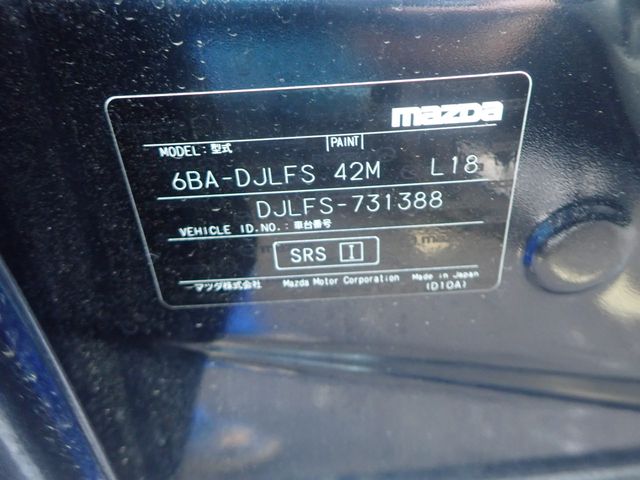 mazda
MODEL: 型式 PAINT
6BA-DJLFS 42M L18
DJLFS-731388
VEHICLE ID.NO.: 車台番号
SRS I
マツダ株式会社 Mazda Motor Corporation Made in Japan
(D10A)